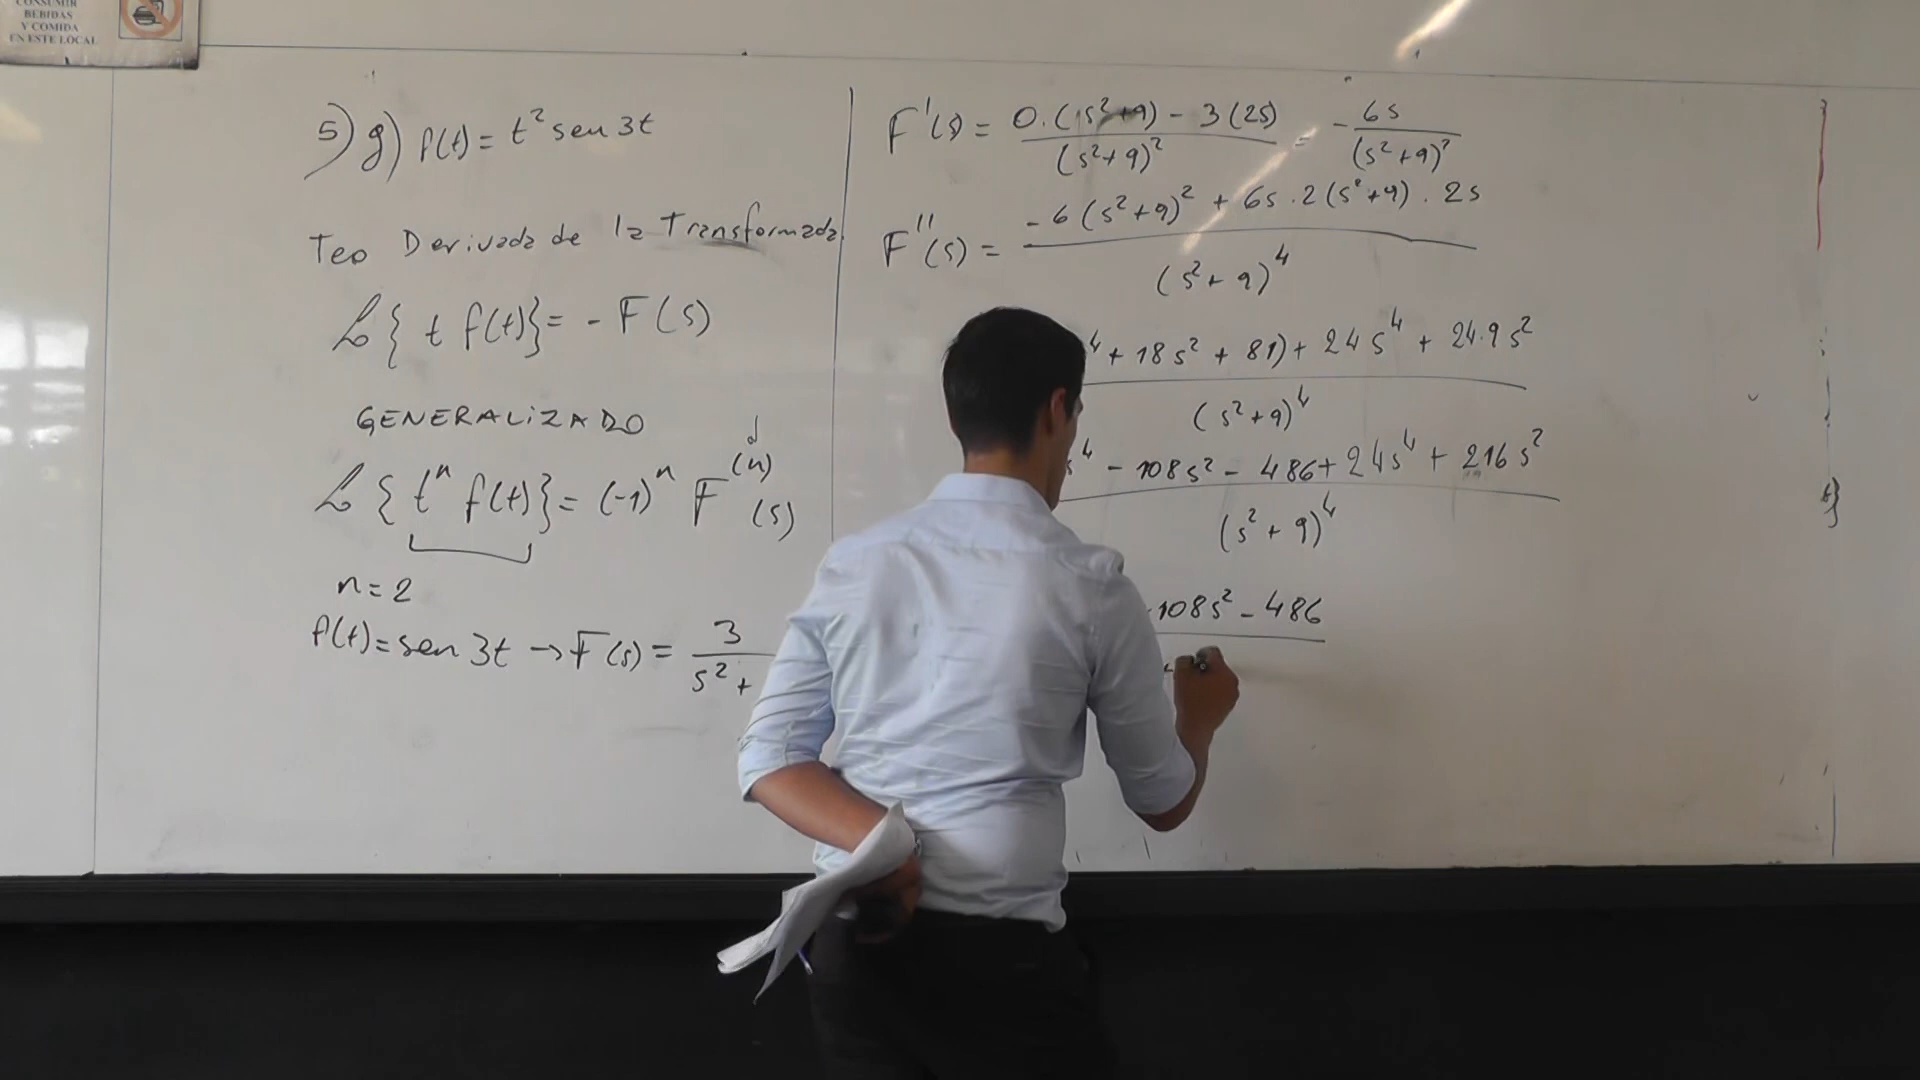 CONSUMIR
BEBIDAS
Y COMIDA
EN ESTE LOCAL
5) g) f(t) = t² sen 3t
Teo Derivada de la Transformada
ℒ{ t f(t)} = - F(s)
GENERALIZADO
d
ℒ{ tⁿ f(t)} = (-1)ⁿ F⁽ⁿ⁾(s)
n = 2
f(t) = sen 3t → F(s) = 3 / s² +
F'(s) = 0·(s²+9) - 3(2s) / (s²+9)² = - 6s / (s²+9)²
F''(s) = -6(s²+9)² + 6s·2(s²+9)·2s / (s²+9)⁴
⁴ + 18s² + 81) + 24s⁴ + 24·9s² / (s²+9)⁴
s⁴ - 108s² - 486 + 24s⁴ + 216s² / (s²+9)⁴
108s² - 486